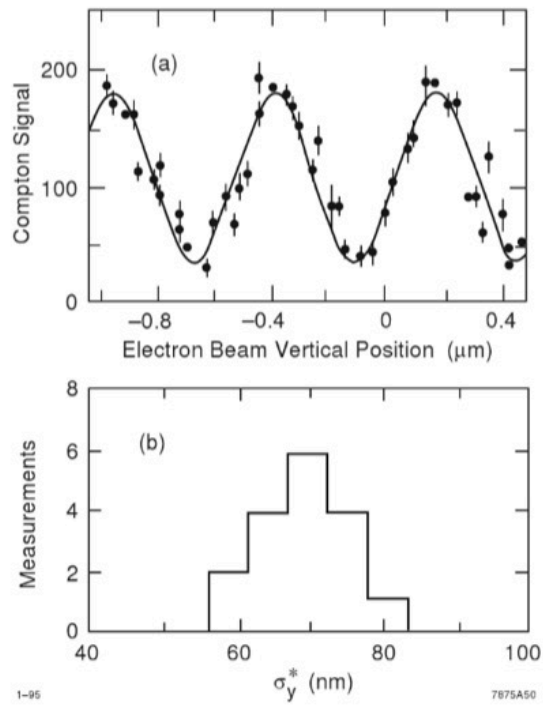 (a)
200
100
0
Compton Signal
–0.8 –0.4 0 0.4
Electron Beam Vertical Position (μm)
(b)
8
6
4
2
0
Measurements
40 60 80 100
σ*y (nm)
1–95 7875A50